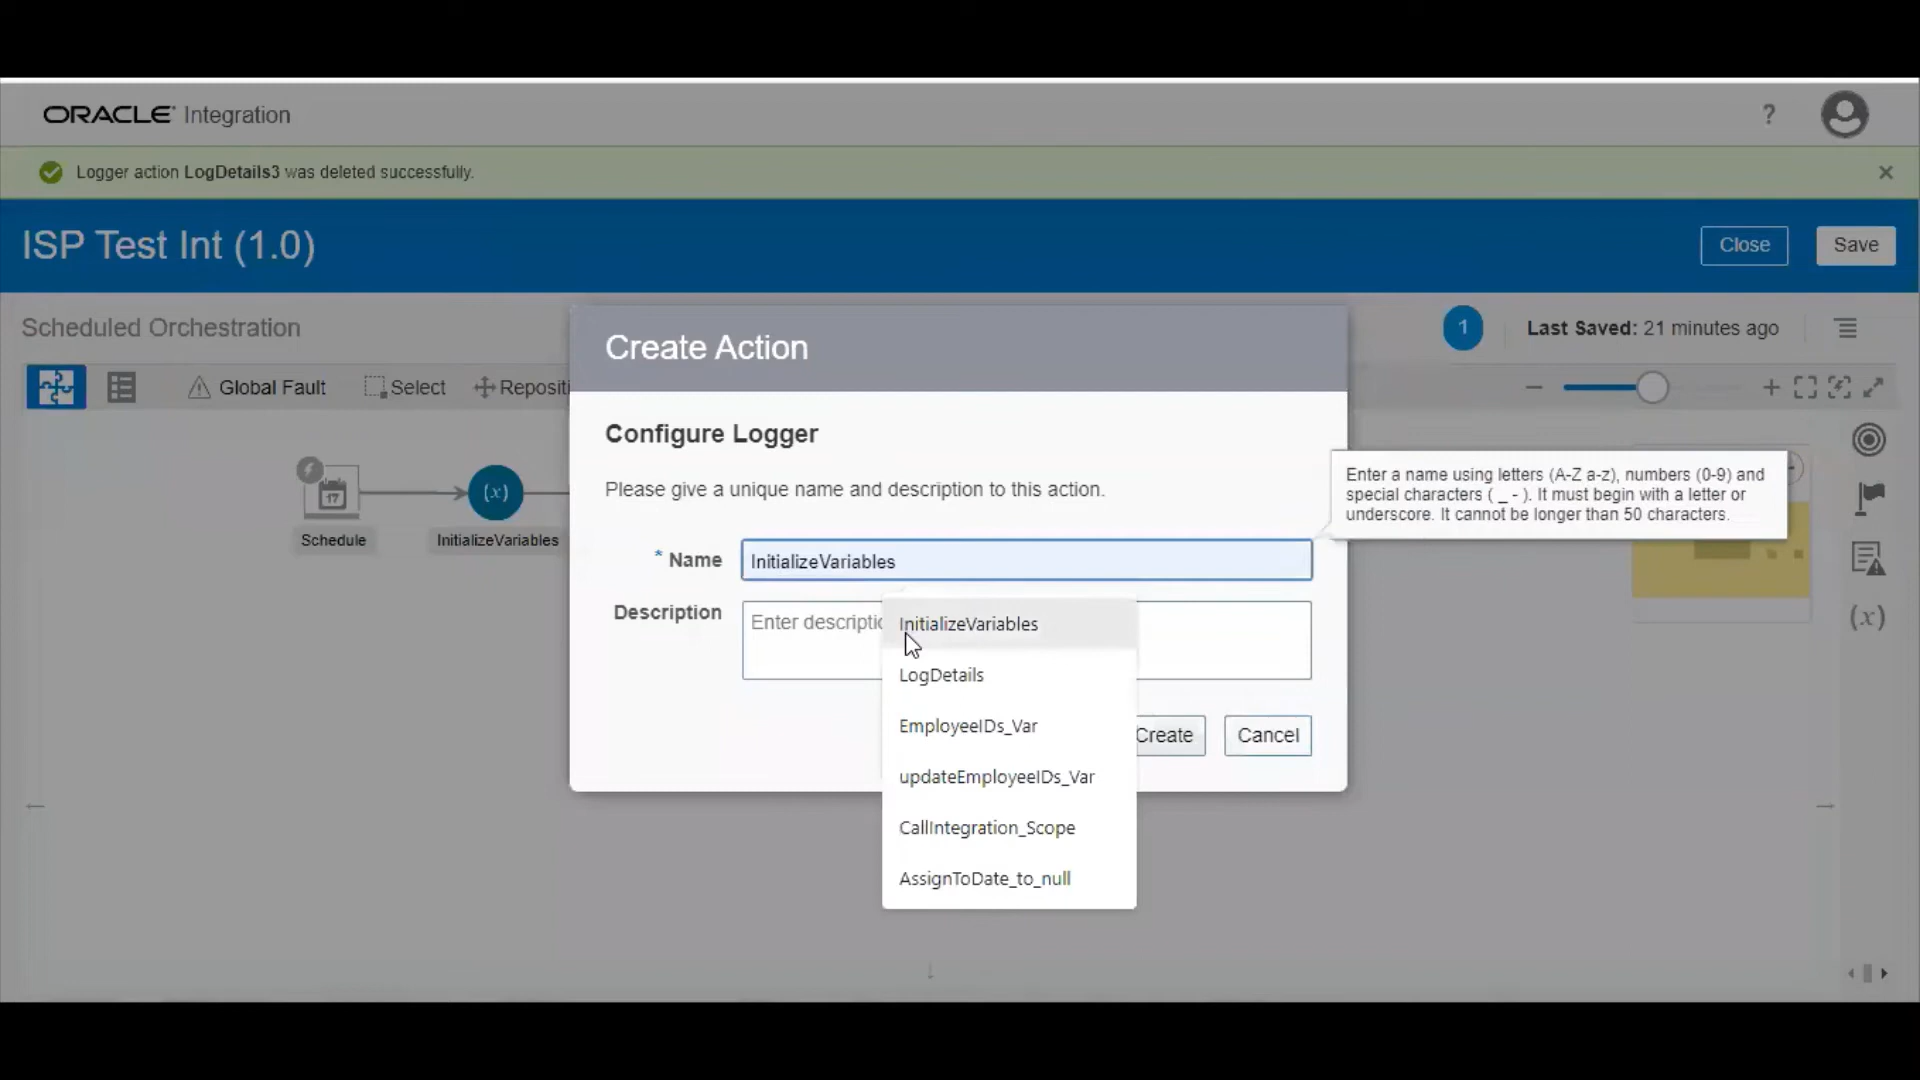 ORACLE Integration
?
Logger action LogDetails3 was deleted successfully.
ISP Test Int (1.0)
Close
Save
Scheduled Orchestration
Create Action
1
Last Saved: 21 minutes ago
Global Fault
Select
Configure Logger
Please give a unique name and description to this action.
Enter a name using letters (A-Z a-z), numbers (0-9) and
special characters ( _ - ). It must begin with a letter or
underscore. It cannot be longer than 50 characters.
17
(x)
Schedule
InitializeVariables
* Name
InitializeVariables
Description
InitializeVariables
LogDetails
EmployeeIDs_Var
updateEmployeeIDs_Var
CallIntegration_Scope
AssignToDate_to_null
Create
Cancel
(x)